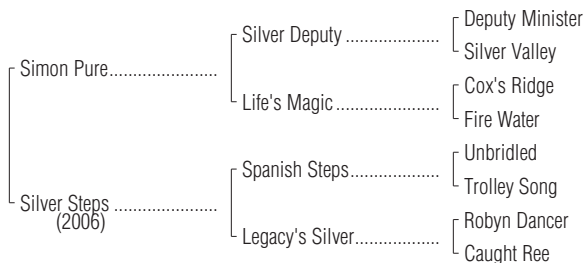 Deputy Minister
Silver Deputy ....................
Silver Valley
Simon Pure.......................
Cox's Ridge
Life's Magic ......................
Fire Water
Unbridled
Spanish Steps...................
Trolley Song
Silver Steps ......................
(2006)
Robyn Dancer
Legacy's Silver..................
Caught Ree